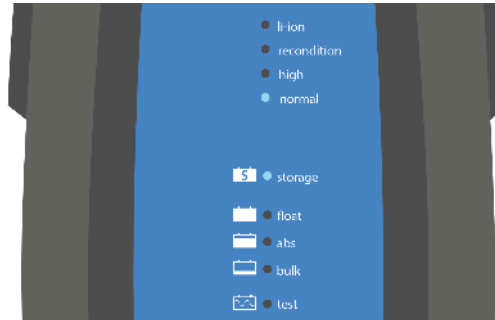 li-ion
recondition
high
normal
S storage
float
abs
bulk
test